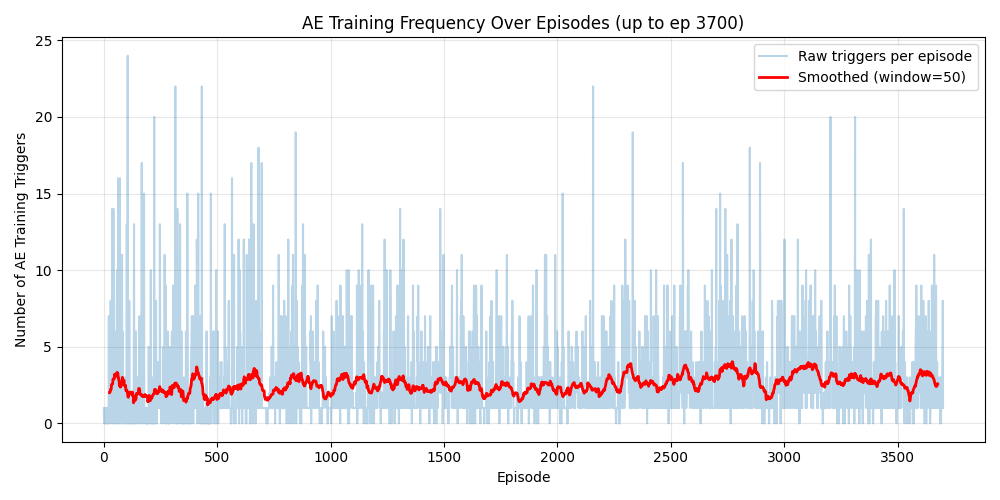 AE Training Frequency Over Episodes (up to ep 3700)
Raw triggers per episode
Smoothed (window=50)
Number of AE Training Triggers
25
20
15
10
5
0
0 500 1000 1500 2000 2500 3000 3500
Episode